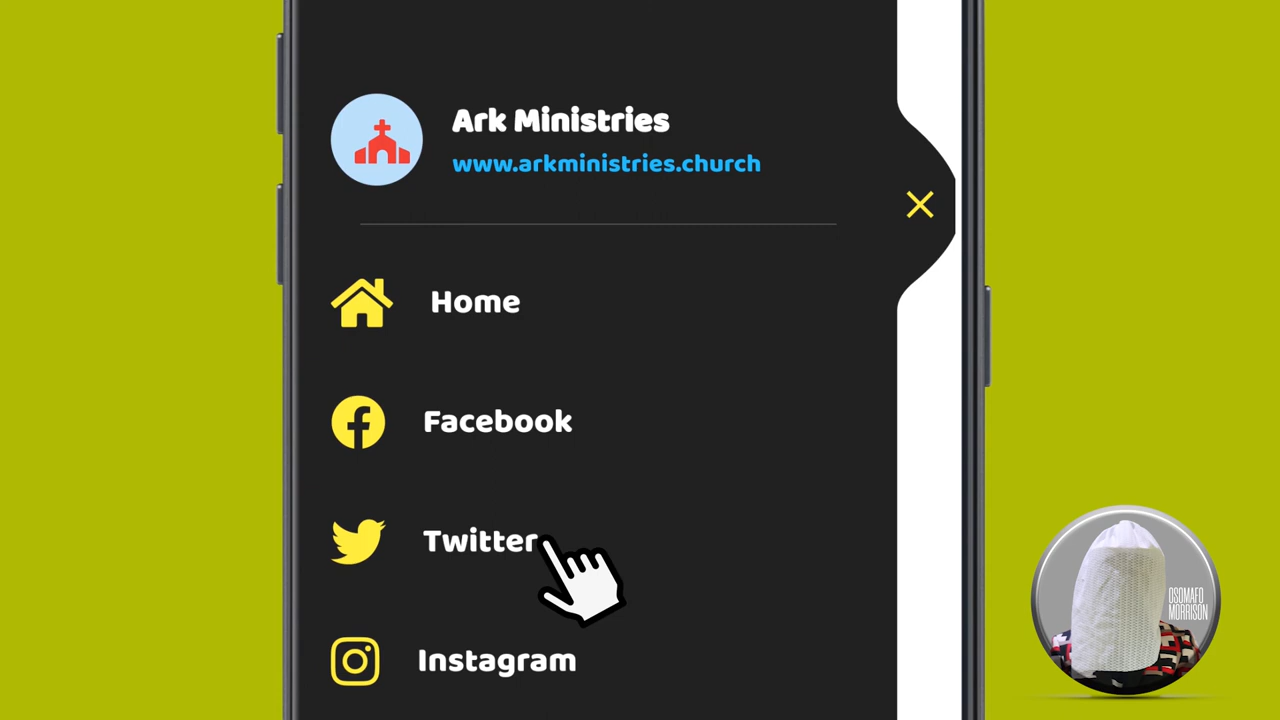 Ark Ministries
www.arkministries.church
Home
Facebook
Twitter
Instagram
OSOMAFO
MORRISON